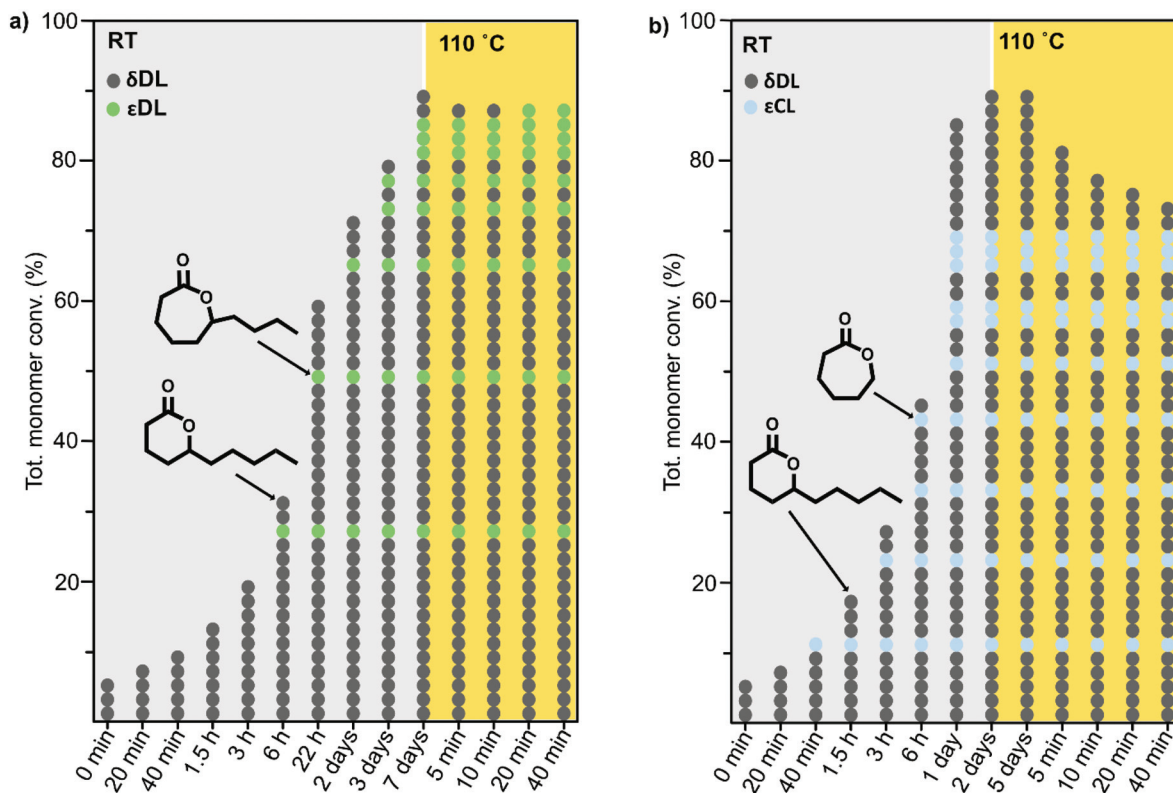 a)
RT
110 ˚C
δDL
εDL
Tot. monomer conv. (%)
100
80
60
40
20
O
O
O
O
0 min
20 min
40 min
1.5 h
3 h
6 h
22 h
2 days
3 days
7 days
5 min
10 min
20 min
40 min
b)
RT
110 ˚C
δDL
εCL
Tot. monomer conv. (%)
100
80
60
40
20
O
O
O
O
0 min
20 min
40 min
1.5 h
3 h
6 h
1 day
2 days
5 days
5 min
10 min
20 min
40 min